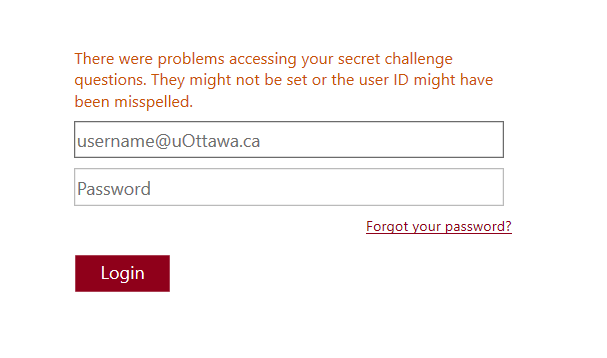 There were problems accessing your secret challenge
questions. They might not be set or the user ID might have
been misspelled.
username@uOttawa.ca
Password
Forgot your password?
Login